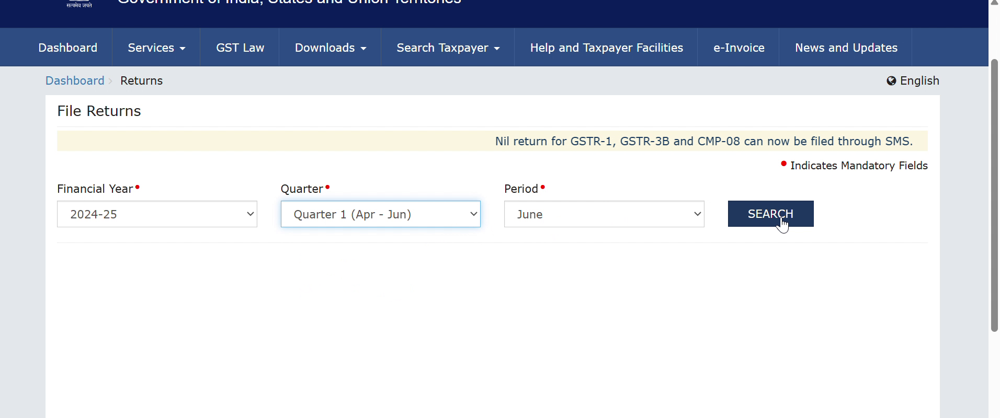 सत्यमेव जयते
Government of India, States and Union Territories
Dashboard Services GST Law Downloads Search Taxpayer Help and Taxpayer Facilities e-Invoice News and Updates
Dashboard Returns English
File Returns
Nil return for GSTR-1, GSTR-3B and CMP-08 can now be filed through SMS.
Indicates Mandatory Fields
Financial Year Quarter Period
2024-25 Quarter 1 (Apr - Jun) June SEARCH